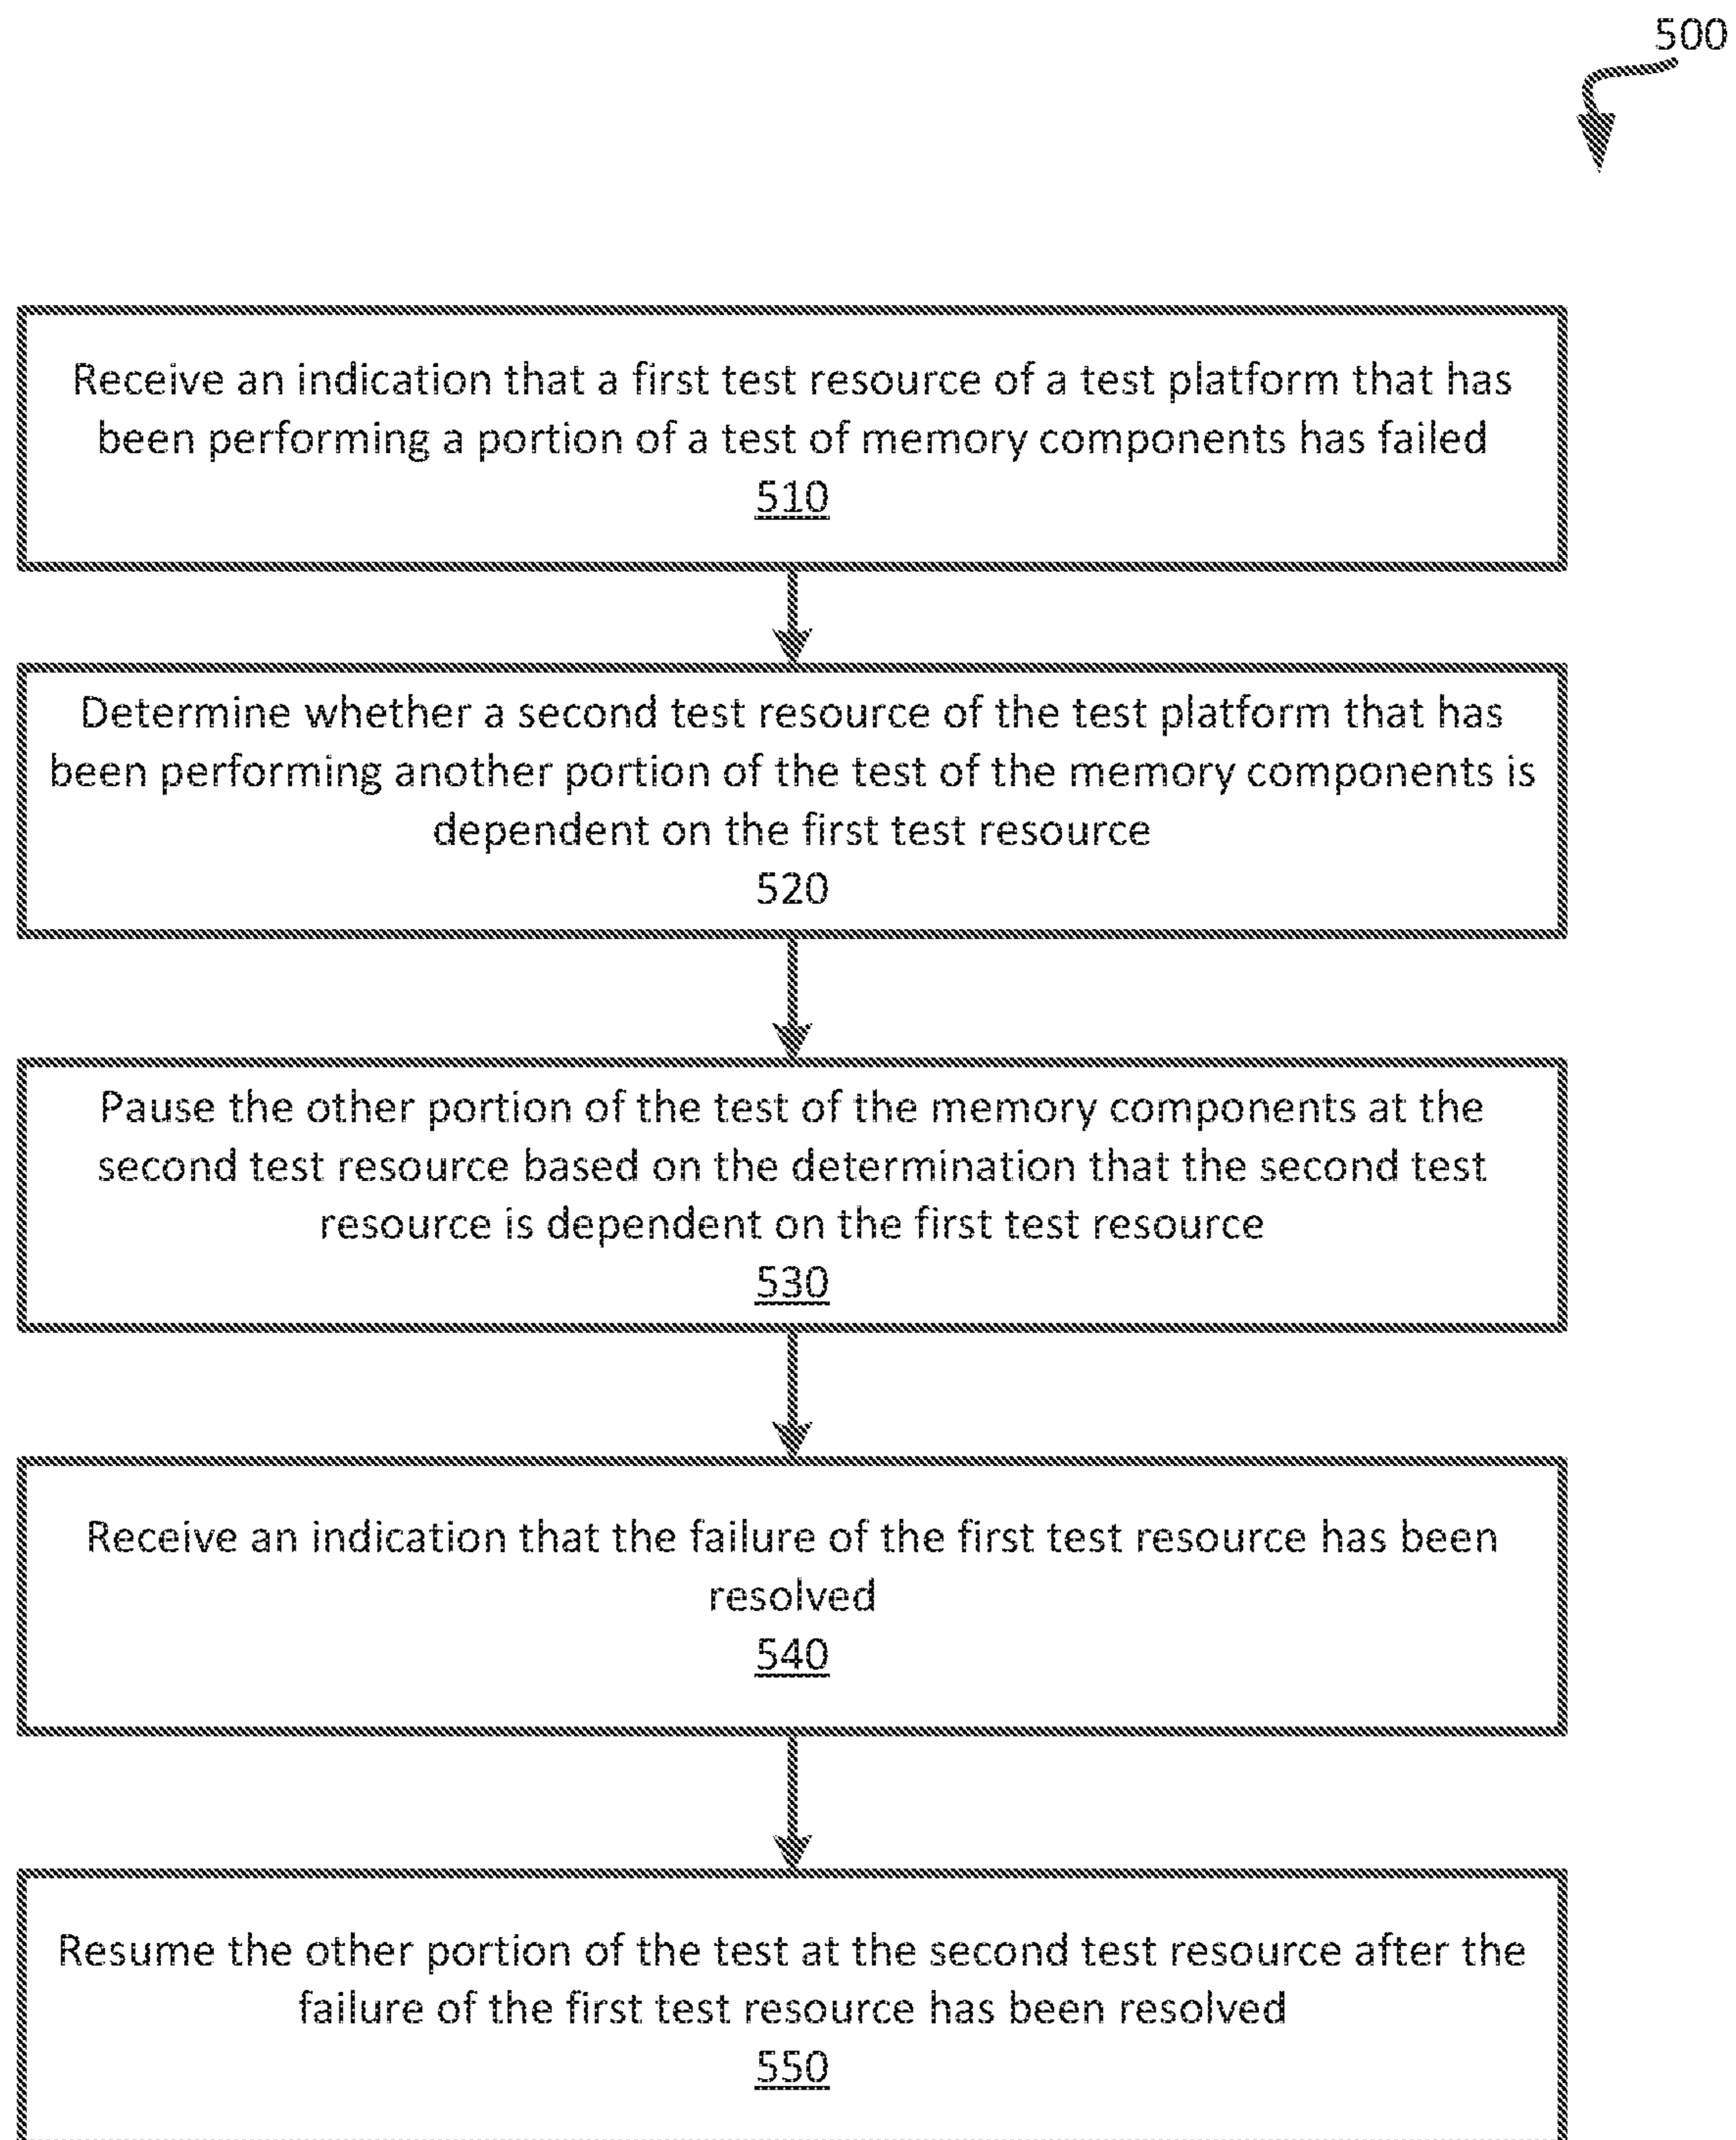 500
Receive an indication that a first test resource of a test platform that has
been performing a portion of a test of memory components has failed
510
Determine whether a second test resource of the test platform that has
been performing another portion of the test of the memory components is
dependent on the first test resource
520
Pause the other portion of the test of the memory components at the
second test resource based on the determination that the second test
resource is dependent on the first test resource
530
Receive an indication that the failure of the first test resource has been
resolved
540
Resume the other portion of the test at the second test resource after the
failure of the first test resource has been resolved
550